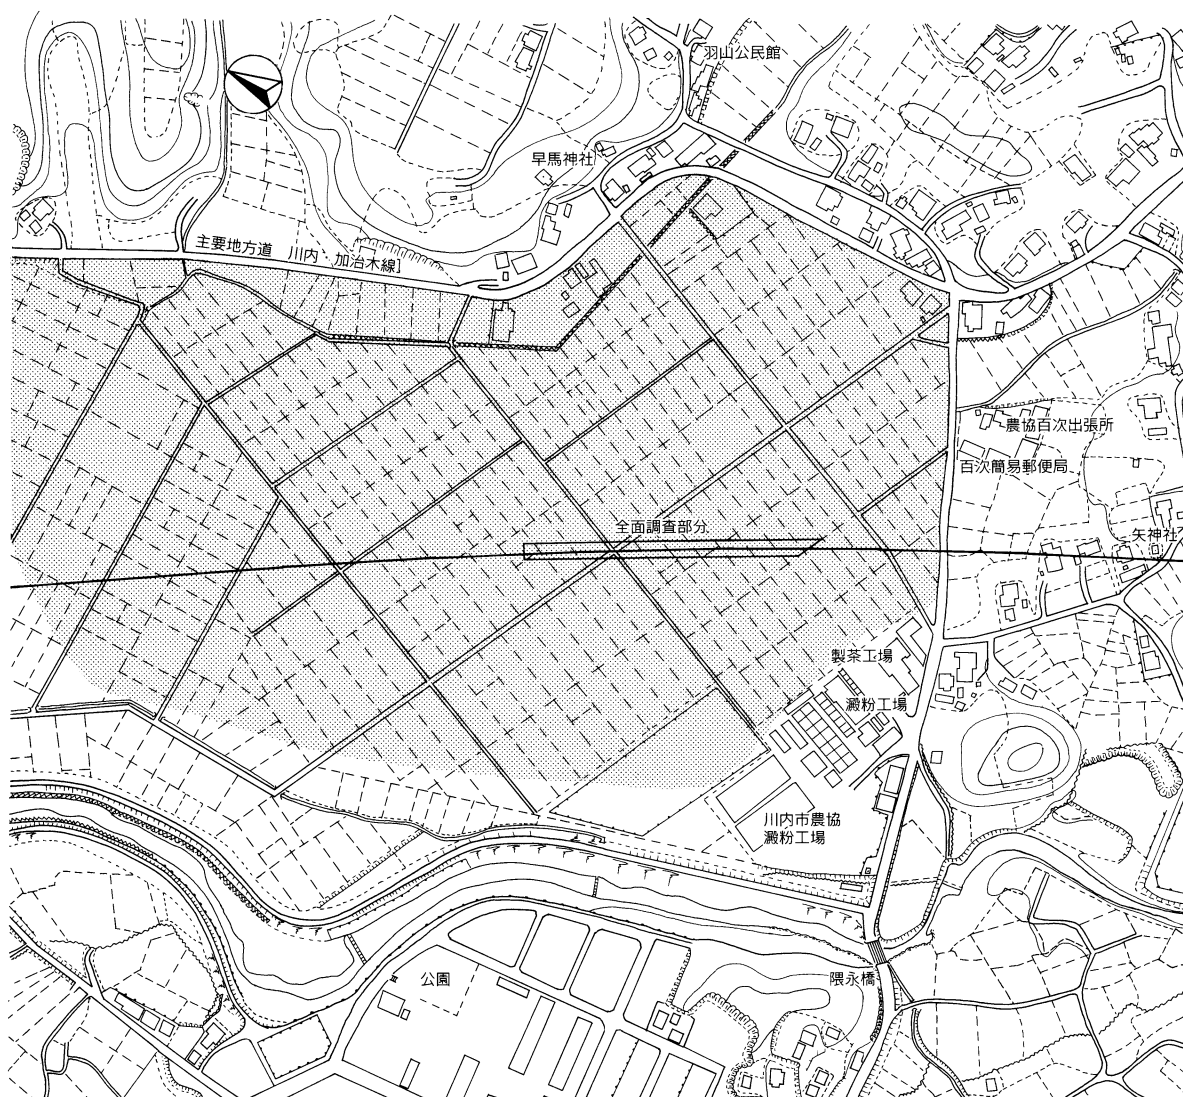 羽山公民館
早馬神社
主要地方道 川内・加治木線
農協百次出張所
百次簡易郵便局
全面調査部分
矢神社
製茶工場
澱粉工場
川内市農協
澱粉工場
公園
隈永橋